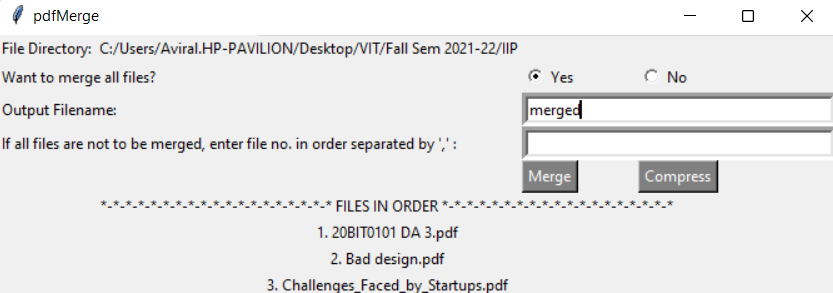 pdfMerge
File Directory: C:/Users/Aviral.HP-PAVILION/Desktop/VIT/Fall Sem 2021-22/IIP
Want to merge all files? Yes No
Output Filename: merged
If all files are not to be merged, enter file no. in order separated by ',' :
Merge Compress
*-*-*-*-*-*-*-*-*-*-*-*-*-*-*-*-*-*-* FILES IN ORDER *-*-*-*-*-*-*-*-*-*-*-*-*-*-*-*-*-*-*
1. 20BIT0101 DA 3.pdf
2. Bad design.pdf
3. Challenges_Faced_by_Startups.pdf